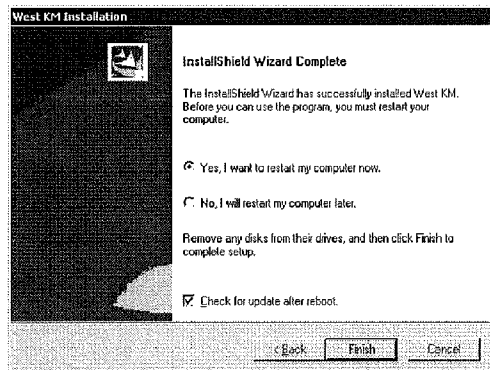 West KM Installation
InstallShield Wizard Complete
The InstallShield Wizard has successfully installed West KM.
Before you can use the program, you must restart your
computer.
Yes, I want to restart my computer now.
No, I will restart my computer later.
Remove any disks from their drives, and then click Finish to
complete setup.
Check for update after reboot.
< Back Finish Cancel